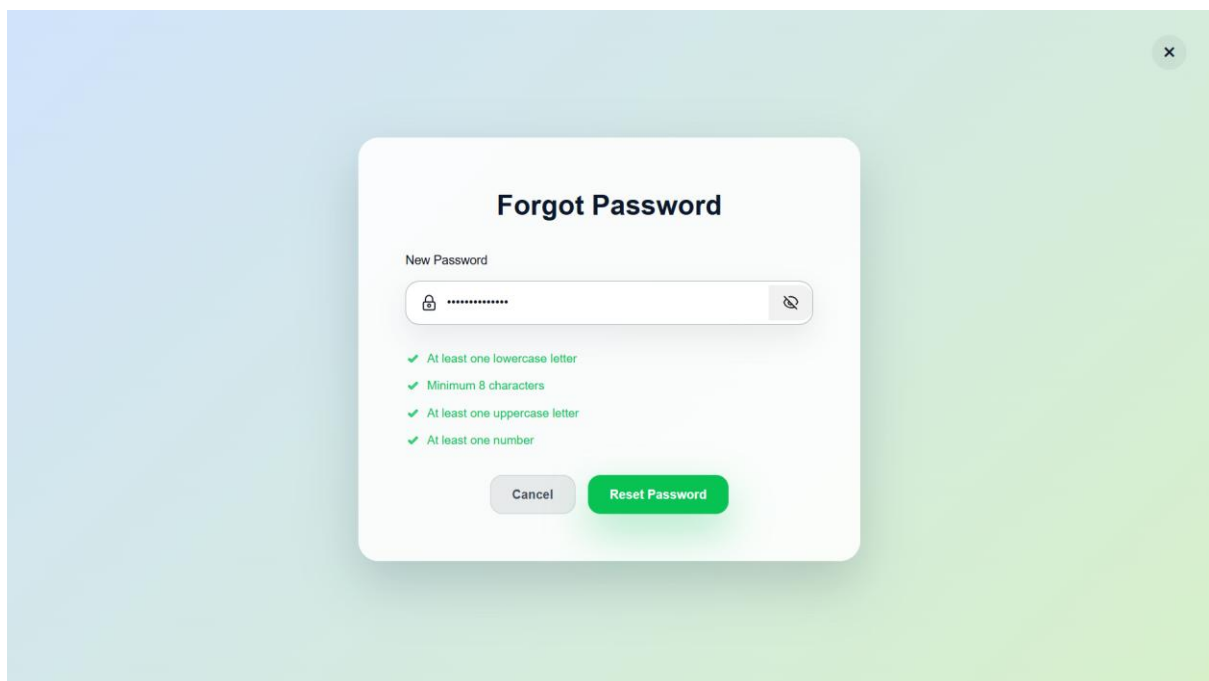 Forgot Password
New Password
••••••••••••••
At least one lowercase letter
Minimum 8 characters
At least one uppercase letter
At least one number
Cancel
Reset Password